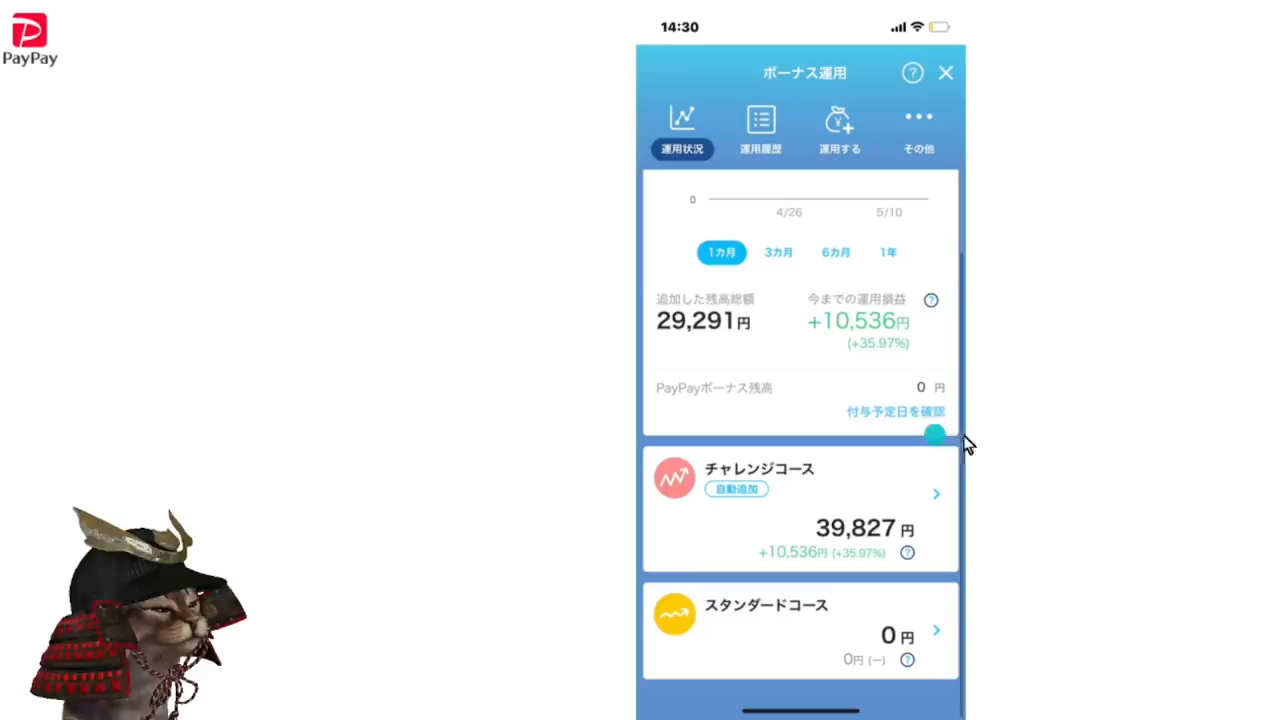 PayPay
14:30
ボーナス運用
?
運用状況
運用履歴
運用する
その他
0
4/26
5/10
1カ月
3カ月
6カ月
1年
追加した残高総額
今までの運用損益
?
29,291円
+10,536円
(+35.97%)
PayPayボーナス残高
0 円
付与予定日を確認
チャレンジコース
自動追加
39,827 円
+10,536円 (+35.97%)
?
スタンダードコース
0 円
0円 (ー)
?